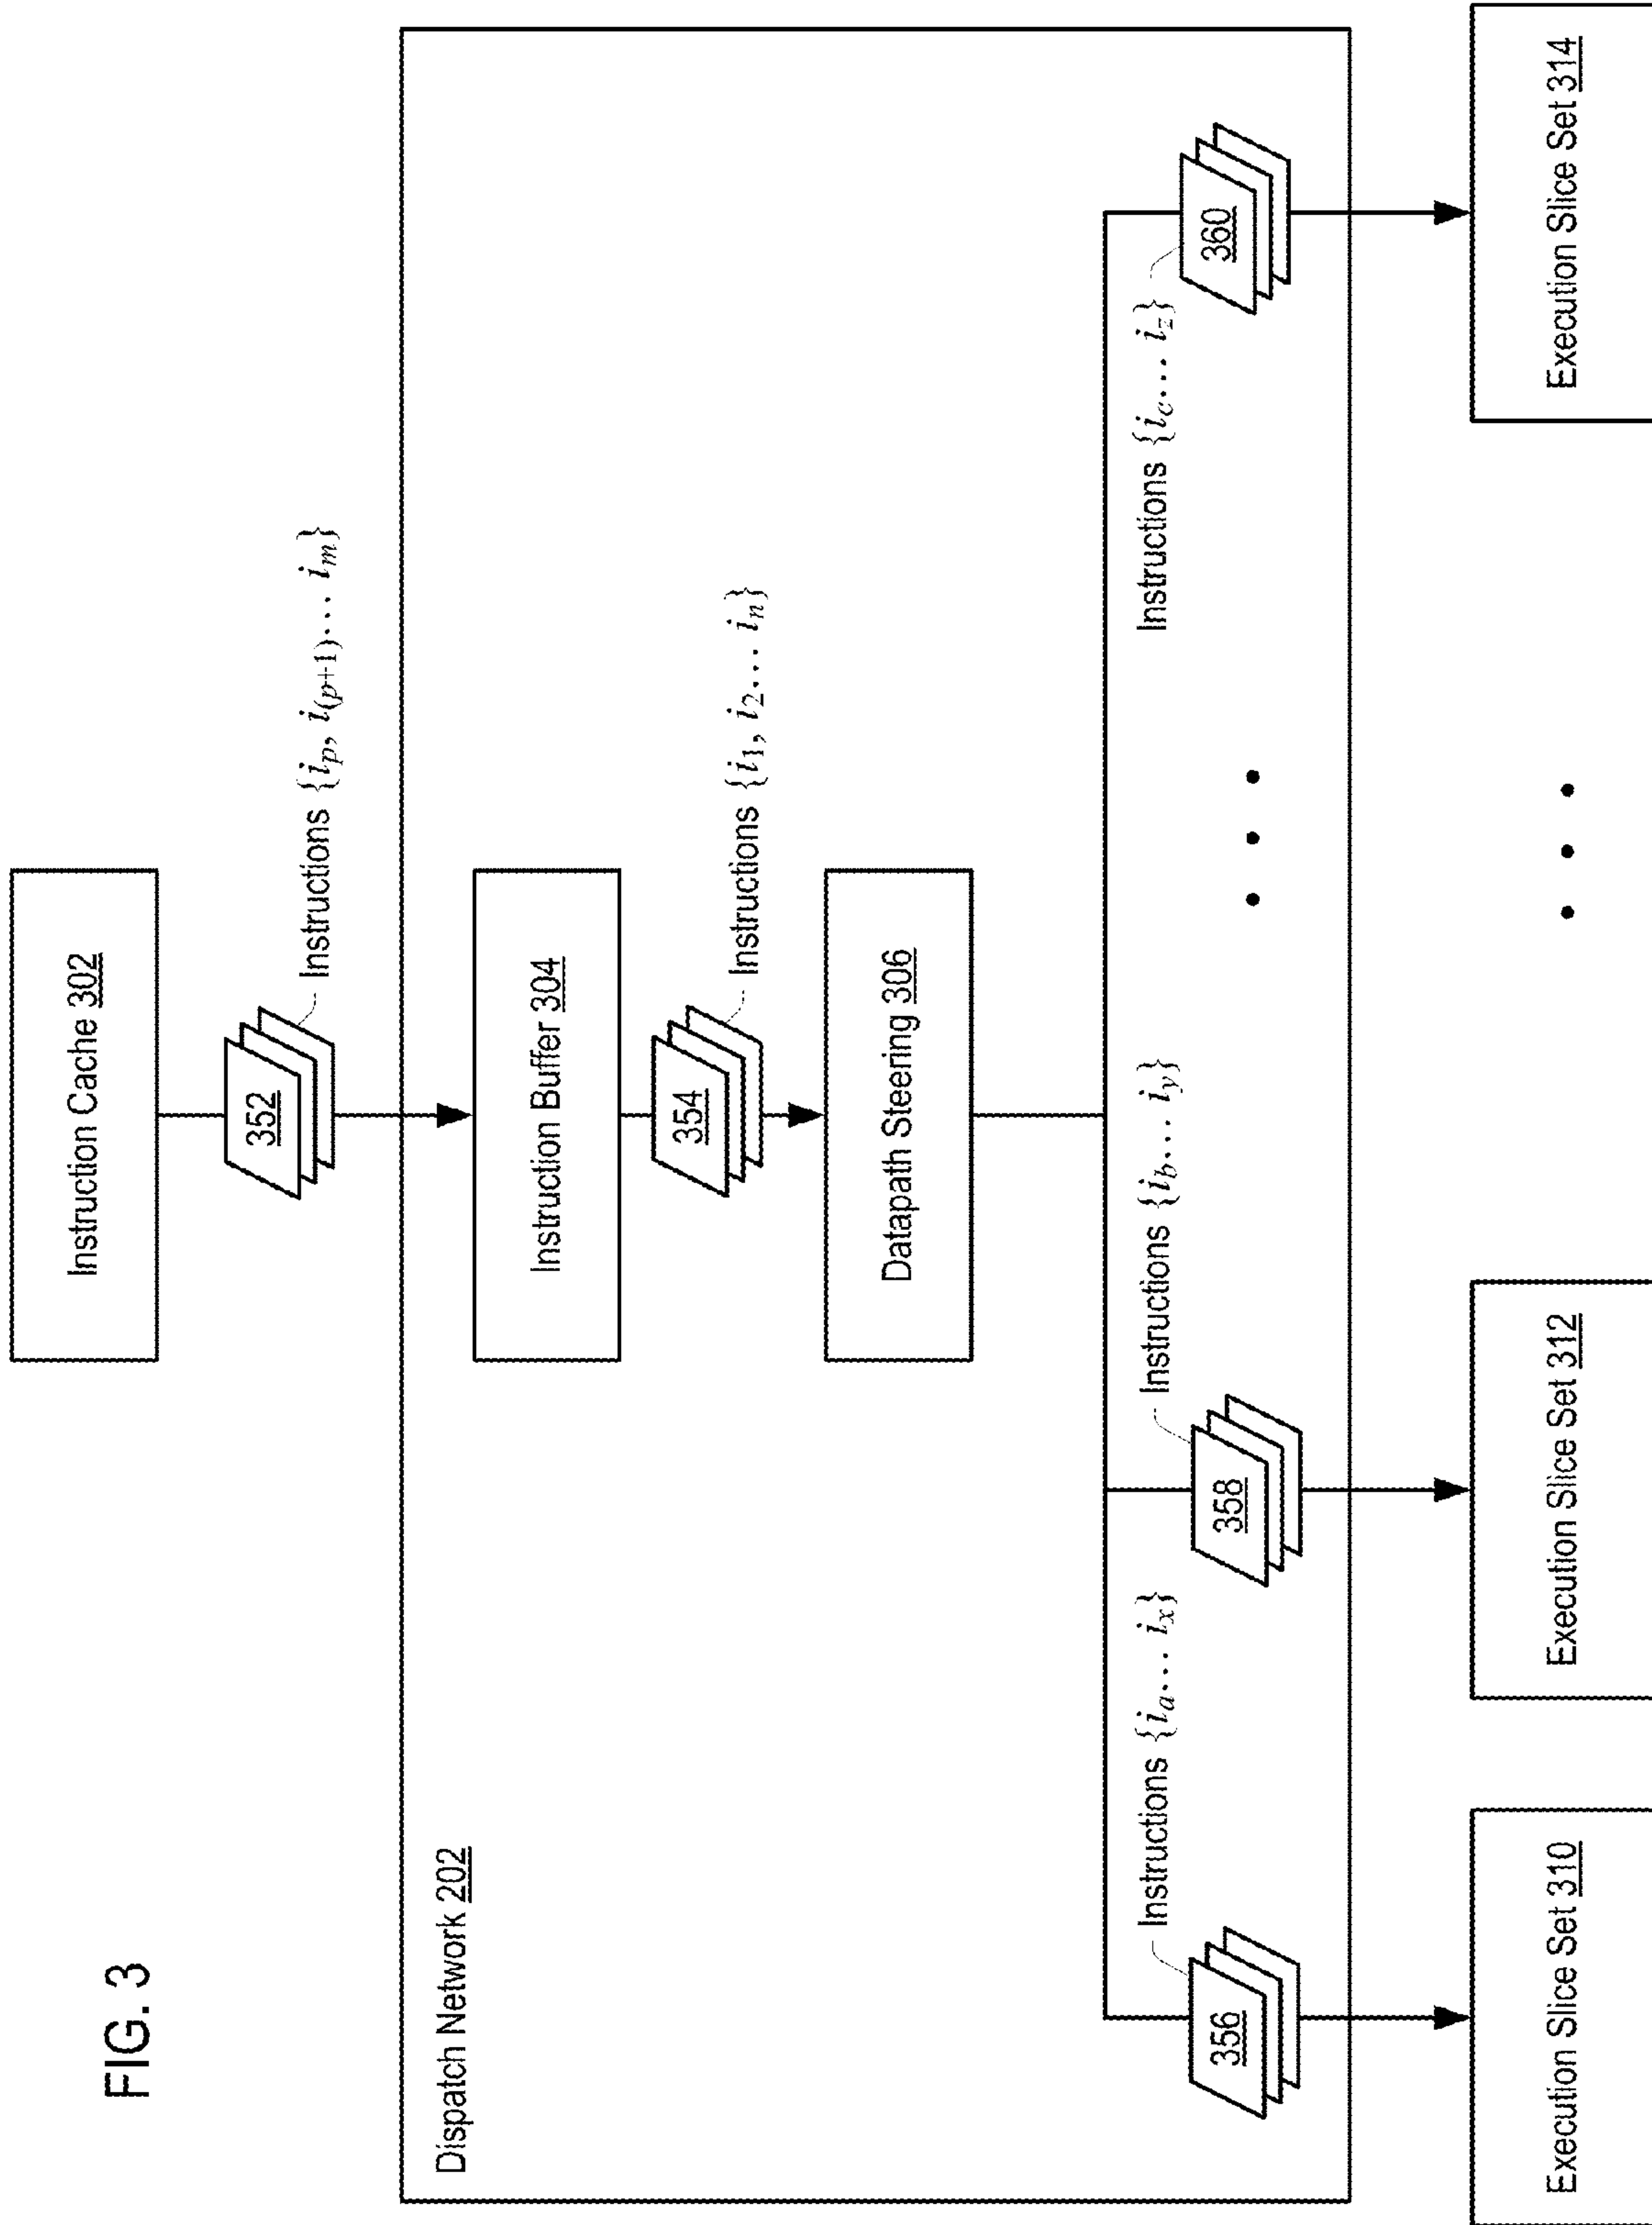 FIG. 3
Instruction Cache 302
352
Instructions {i_p, i_(p+1)... i_m}
Dispatch Network 202
Instruction Buffer 304
354
Instructions {i_1, i_2... i_n}
Datapath Steering 306
Instructions {i_a... i_x}
Instructions {i_b... i_y}
Instructions {i_c... i_z}
356
358
• • •
360
Execution Slice Set 310
Execution Slice Set 312
• • •
Execution Slice Set 314